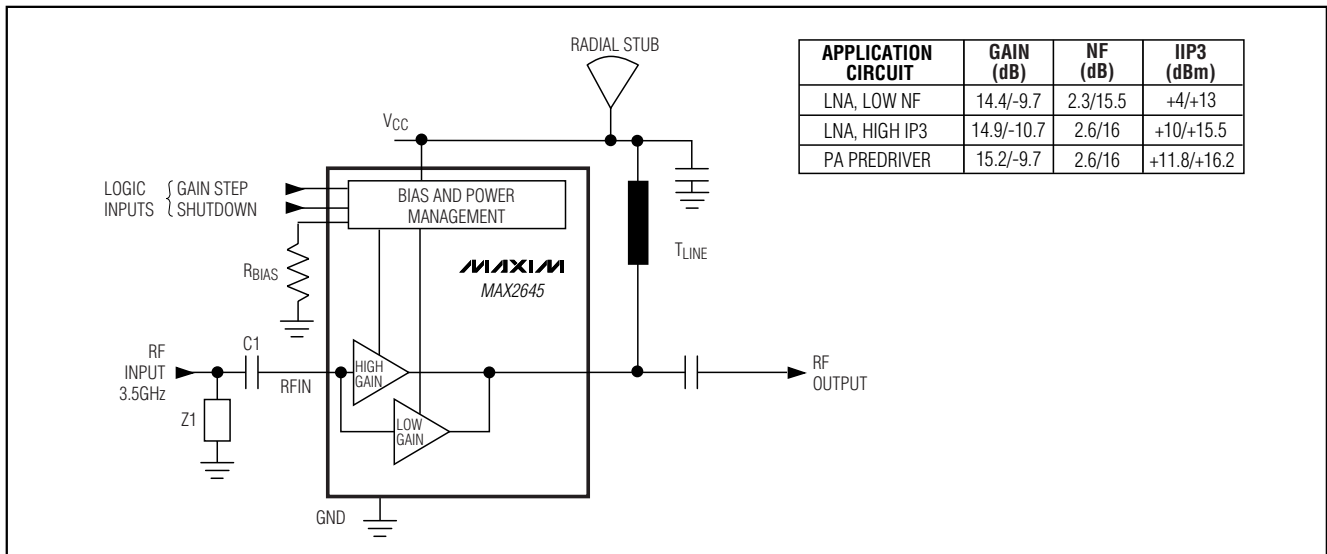 RADIAL STUB
VCC
LOGIC INPUTS { GAIN STEP
SHUTDOWN
BIAS AND POWER
MANAGEMENT
RBIAS
MAXIM
MAX2645
TLINE
C1
RF
INPUT
3.5GHz
RFIN
HIGH
GAIN
LOW
GAIN
Z1
RF
OUTPUT
GND
APPLICATION CIRCUIT GAIN (dB) NF (dB) IIP3 (dBm)
LNA, LOW NF 14.4/-9.7 2.3/15.5 +4/+13
LNA, HIGH IP3 14.9/-10.7 2.6/16 +10/+15.5
PA PREDRIVER 15.2/-9.7 2.6/16 +11.8/+16.2